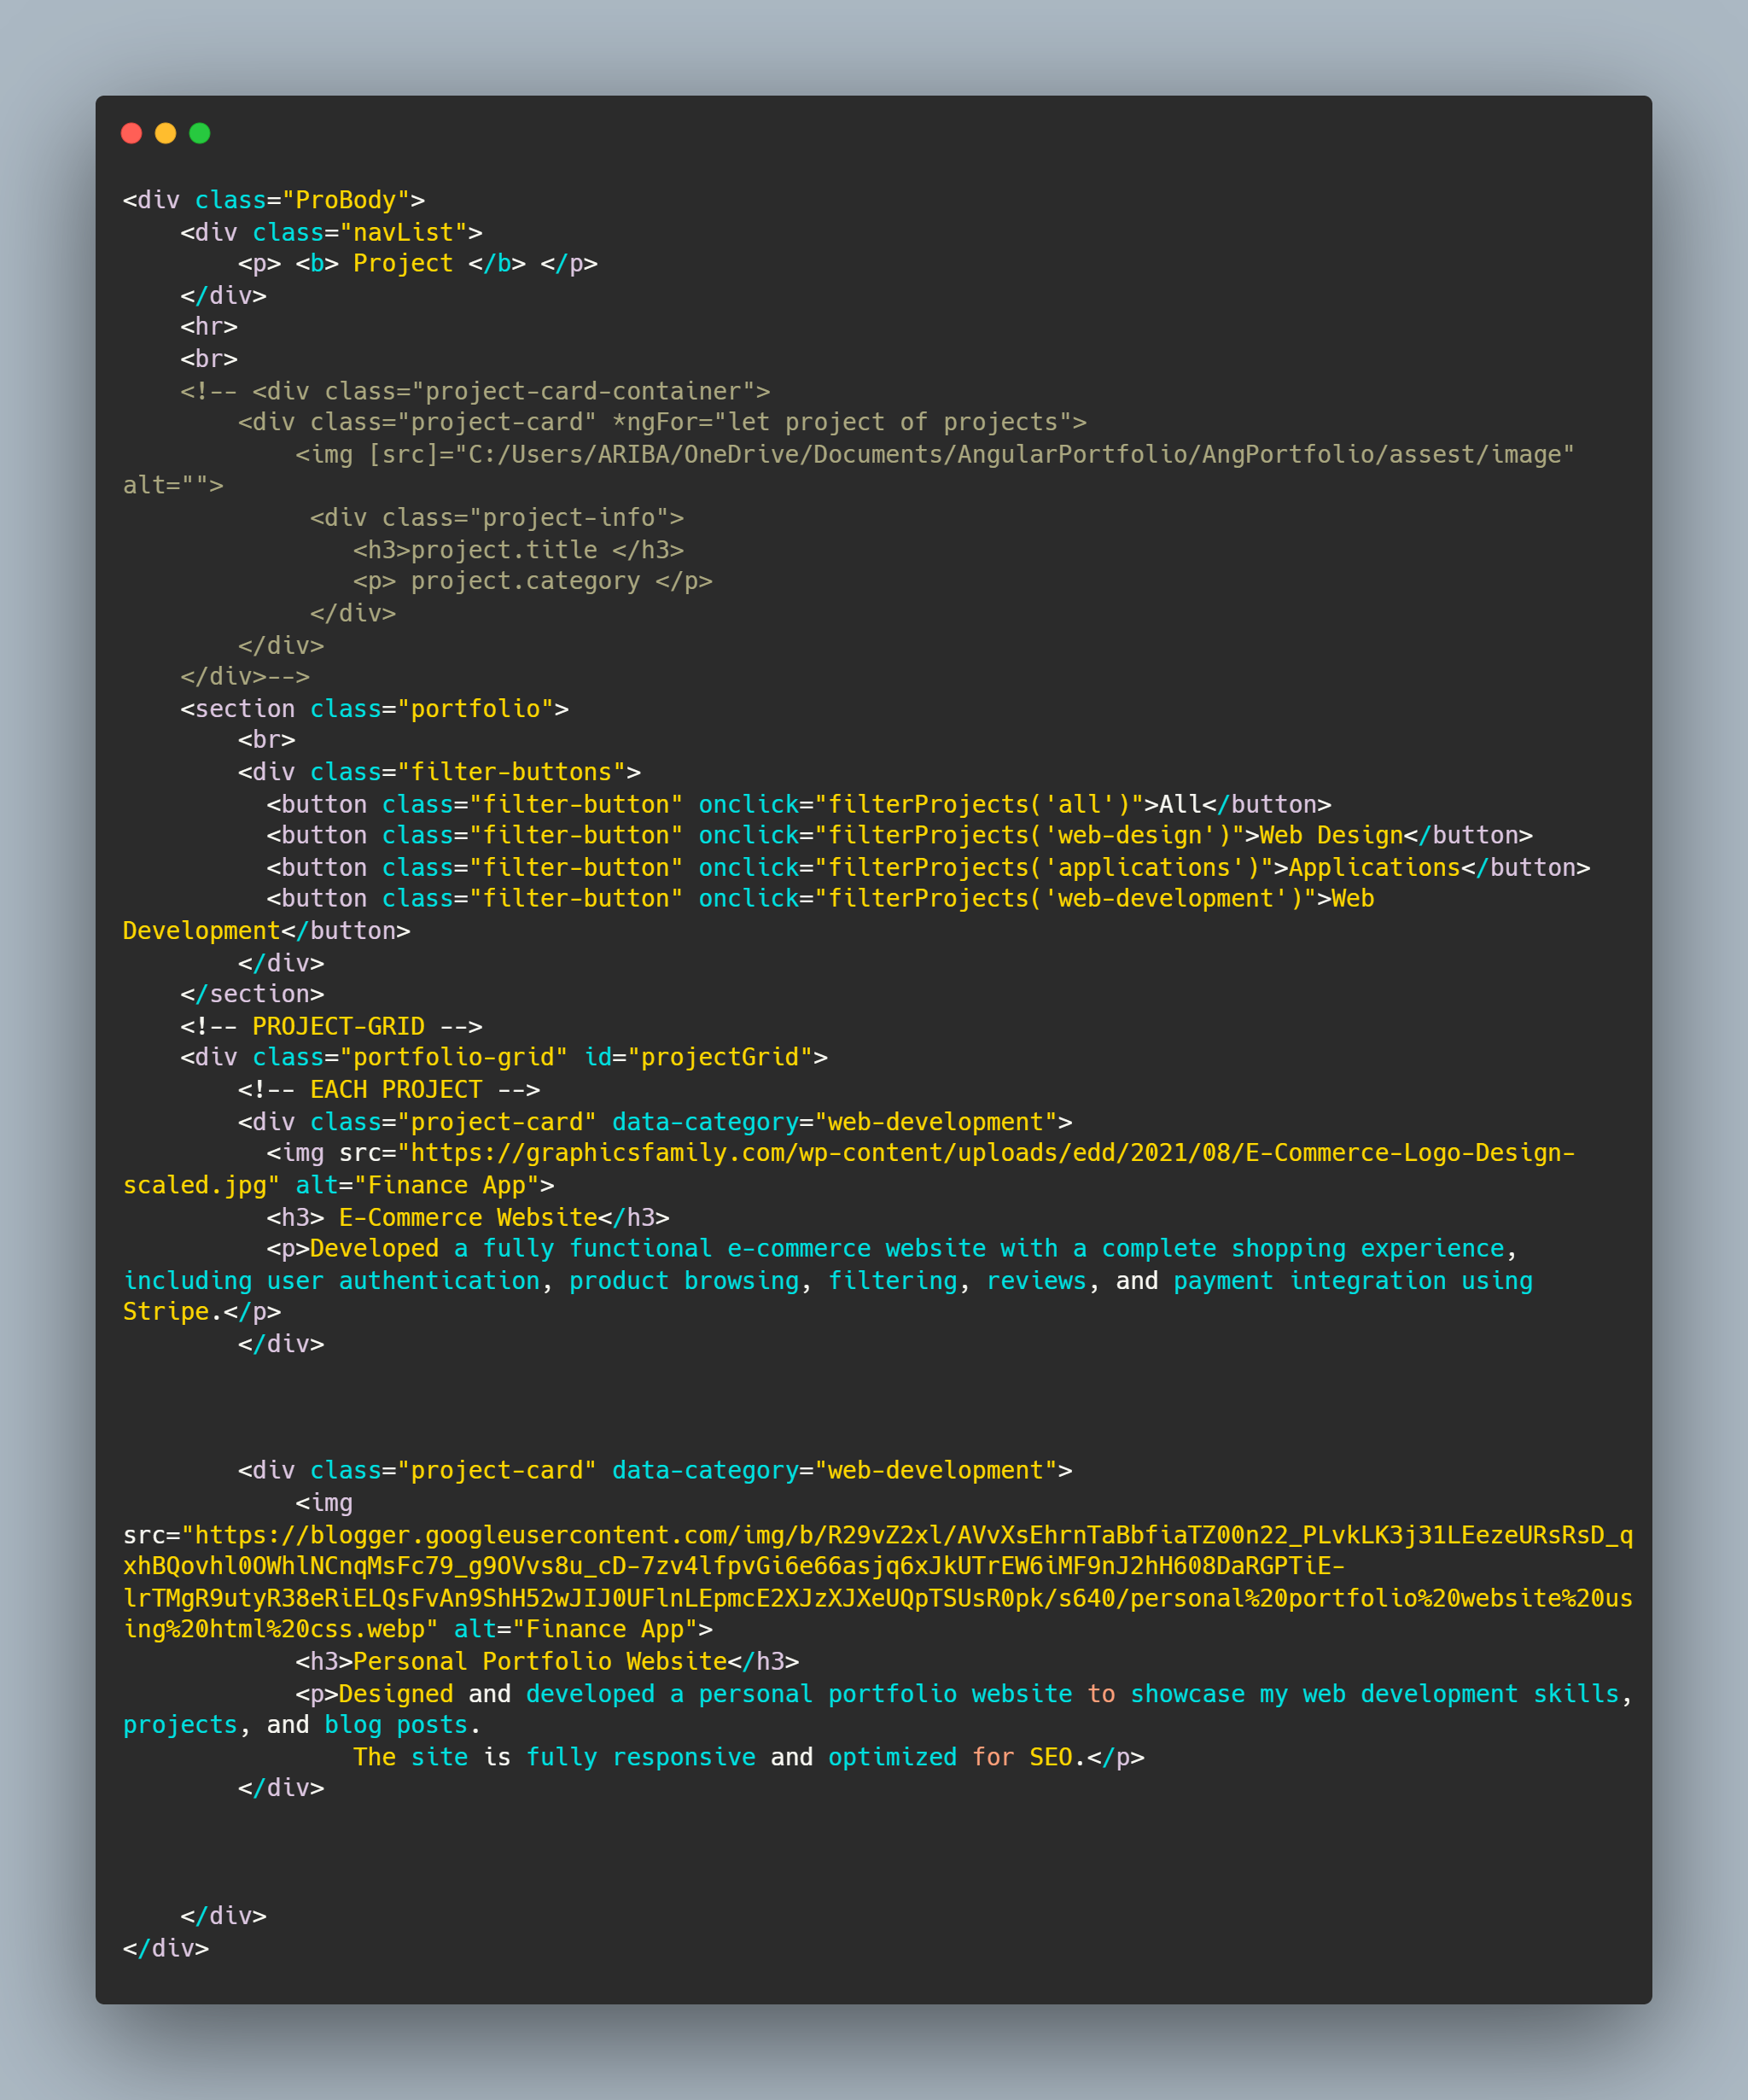 <div class="ProBody">
    <div class="navList">
        <p> <b> Project </b> </p>
    </div>
    <hr>
    <br>
    <!-- <div class="project-card-container">
        <div class="project-card" *ngFor="let project of projects">
            <img [src]="C:/Users/ARIBA/OneDrive/Documents/AngularPortfolio/AngPortfolio/assest/image"
alt="">
             <div class="project-info">
                <h3>project.title </h3>
                <p> project.category </p>
             </div>
        </div>
    </div>-->
    <section class="portfolio">
        <br>
        <div class="filter-buttons">
          <button class="filter-button" onclick="filterProjects('all')">All</button>
          <button class="filter-button" onclick="filterProjects('web-design')">Web Design</button>
          <button class="filter-button" onclick="filterProjects('applications')">Applications</button>
          <button class="filter-button" onclick="filterProjects('web-development')">Web
Development</button>
        </div>
    </section>
    <!-- PROJECT-GRID -->
    <div class="portfolio-grid" id="projectGrid">
        <!-- EACH PROJECT -->
        <div class="project-card" data-category="web-development">
          <img src="https://graphicsfamily.com/wp-content/uploads/edd/2021/08/E-Commerce-Logo-Design-
scaled.jpg" alt="Finance App">
          <h3> E-Commerce Website</h3>
          <p>Developed a fully functional e-commerce website with a complete shopping experience,
including user authentication, product browsing, filtering, reviews, and payment integration using
Stripe.</p>
        </div>
        <div class="project-card" data-category="web-development">
            <img
src="https://blogger.googleusercontent.com/img/b/R29vZ2xl/AVvXsEhrnTaBbfiaTZ00n22_PLvkLK3j31LEezeURsRsD_q
xhBQovhl0OWhlNCnqMsFc79_g9OVvs8u_cD-7zv4lfpvGi6e66asjq6xJkUTrEW6iMF9nJ2hH608DaRGPTiE-
lrTMgR9utyR38eRiELQsFvAn9ShH52wJIJ0UFlnLEpmcE2XJzXJXeUQpTSUsR0pk/s640/personal%20portfolio%20website%20us
ing%20html%20css.webp" alt="Finance App">
            <h3>Personal Portfolio Website</h3>
            <p>Designed and developed a personal portfolio website to showcase my web development skills,
projects, and blog posts.
                The site is fully responsive and optimized for SEO.</p>
        </div>
    </div>
</div>